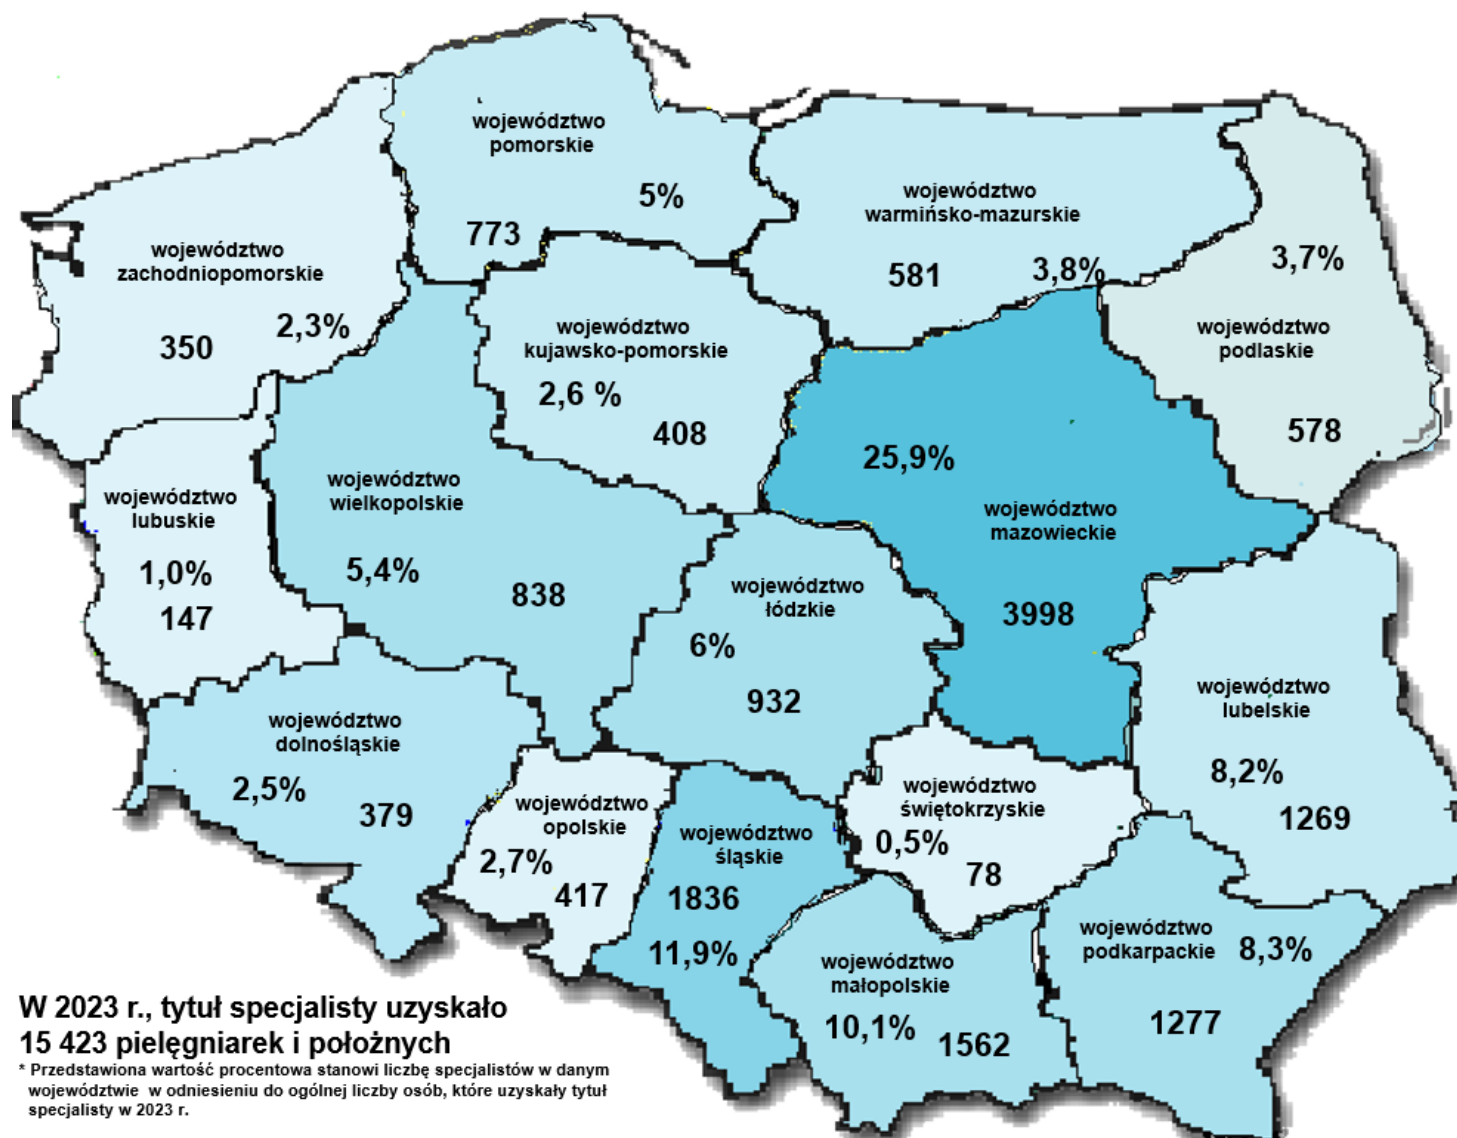 województwo
pomorskie
5%
773
województwo
warmińsko-mazurskie
581
3,8%
3,7%
województwo
podlaskie
578
województwo
zachodniopomorskie
350
2,3%
województwo
kujawsko-pomorskie
2,6 %
408
25,9%
województwo
mazowieckie
3998
województwo
lubuskie
1,0%
147
województwo
wielkopolskie
5,4%
838
województwo
łódzkie
6%
932
województwo
lubelskie
8,2%
1269
województwo
dolnośląskie
2,5%
379
województwo
opolskie
2,7%
417
województwo
śląskie
1836
11,9%
województwo
świętokrzyskie
0,5%
78
województwo
małopolskie
10,1%
1562
województwo
podkarpackie
8,3%
1277
W 2023 r., tytuł specjalisty uzyskało
15 423 pielęgniarek i położnych
* Przedstawiona wartość procentowa stanowi liczbę specjalistów w danym
województwie w odniesieniu do ogólnej liczby osób, które uzyskały tytuł
specjalisty w 2023 r.